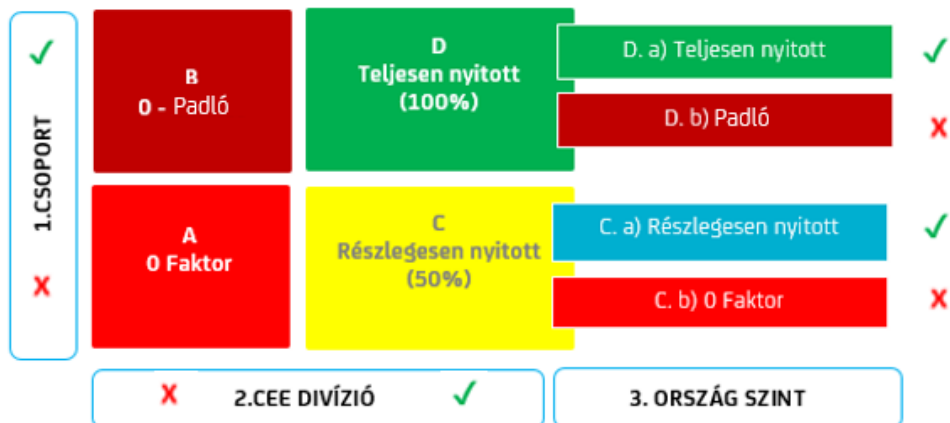 1.CSOPORT
B
0 - Padló
D
Teljesen nyitott
(100%)
D. a) Teljesen nyitott
D. b) Padló
A
0 Faktor
C
Részlegesen nyitott
(50%)
C. a) Részlegesen nyitott
C. b) 0 Faktor
2.CEE DIVÍZIÓ
3. ORSZÁG SZINT